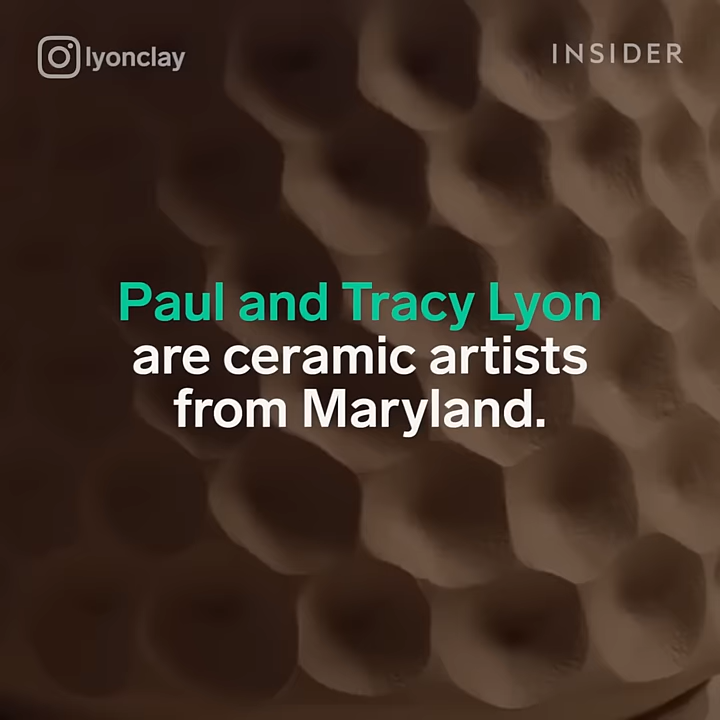 lyonclay
INSIDER
Paul and Tracy Lyon
are ceramic artists
from Maryland.